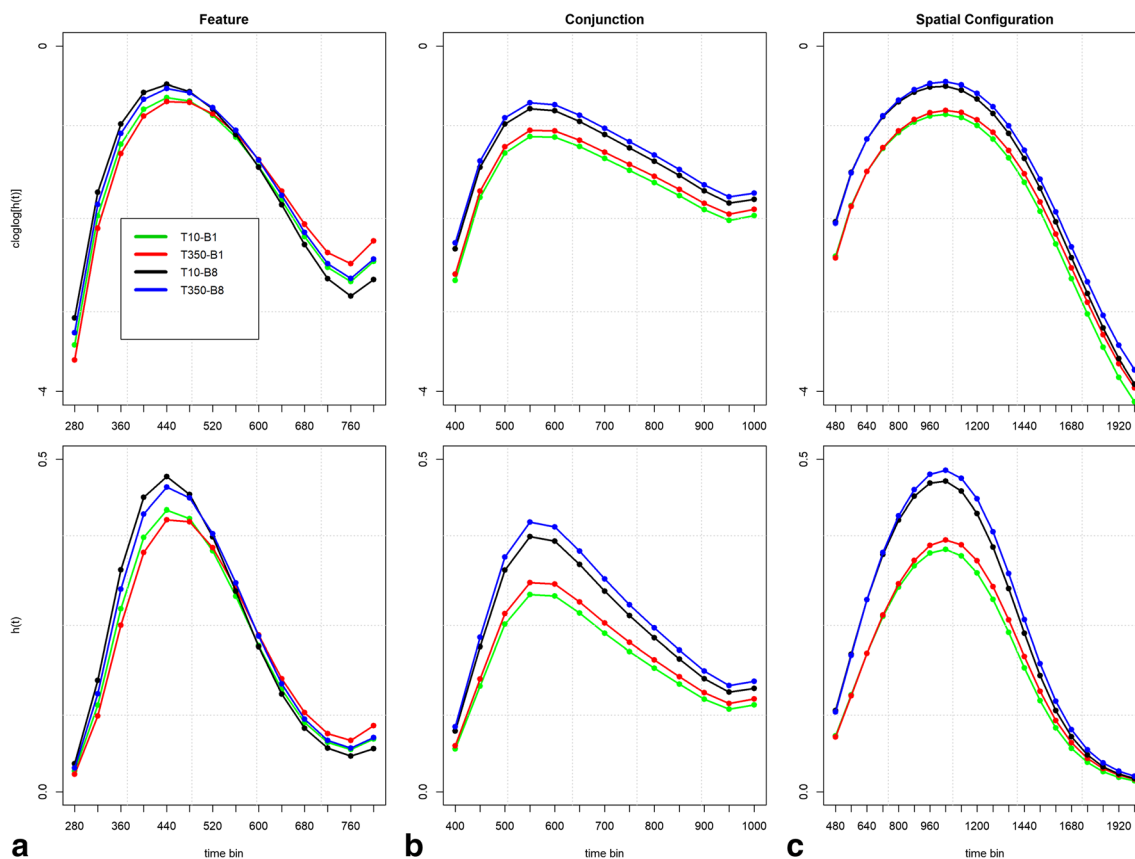 Feature
Conjunction
Spatial Configuration
0
-4
cloglog[h(t)]
280 360 440 520 600 680 760
T10-B1
T350-B1
T10-B8
T350-B8
0
-4
400 500 600 700 800 900 1000
0
-4
480 640 800 960 1200 1440 1680 1920
0.5
0.0
h(t)
280 360 440 520 600 680 760
time bin
a
0.5
0.0
400 500 600 700 800 900 1000
time bin
b
0.5
0.0
480 640 800 960 1200 1440 1680 1920
time bin
c